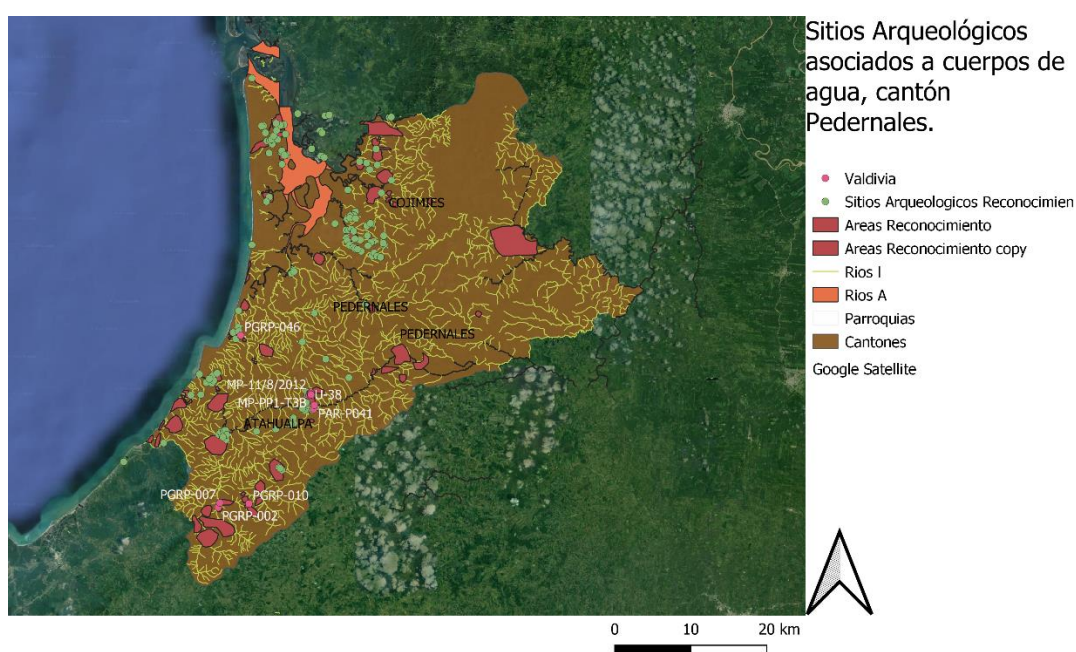 Sitios Arqueológicos
asociados a cuerpos de
agua, cantón
Pedernales.
Valdivia
Sitios Arqueologicos Reconocimien
Areas Reconocimiento
Areas Reconocimiento copy
Rios l
Rios A
Parroquias
Cantones
Google Satellite
COJIMIES
PEDERNALES
PGRP-046
PEDERNALES
MP-11/8/2012
U-38
MP-PP1-T3B
PAR-P041
ATAHUALPA
PGRP-007
PGRP-010
PGRP-002
0 10 20 km